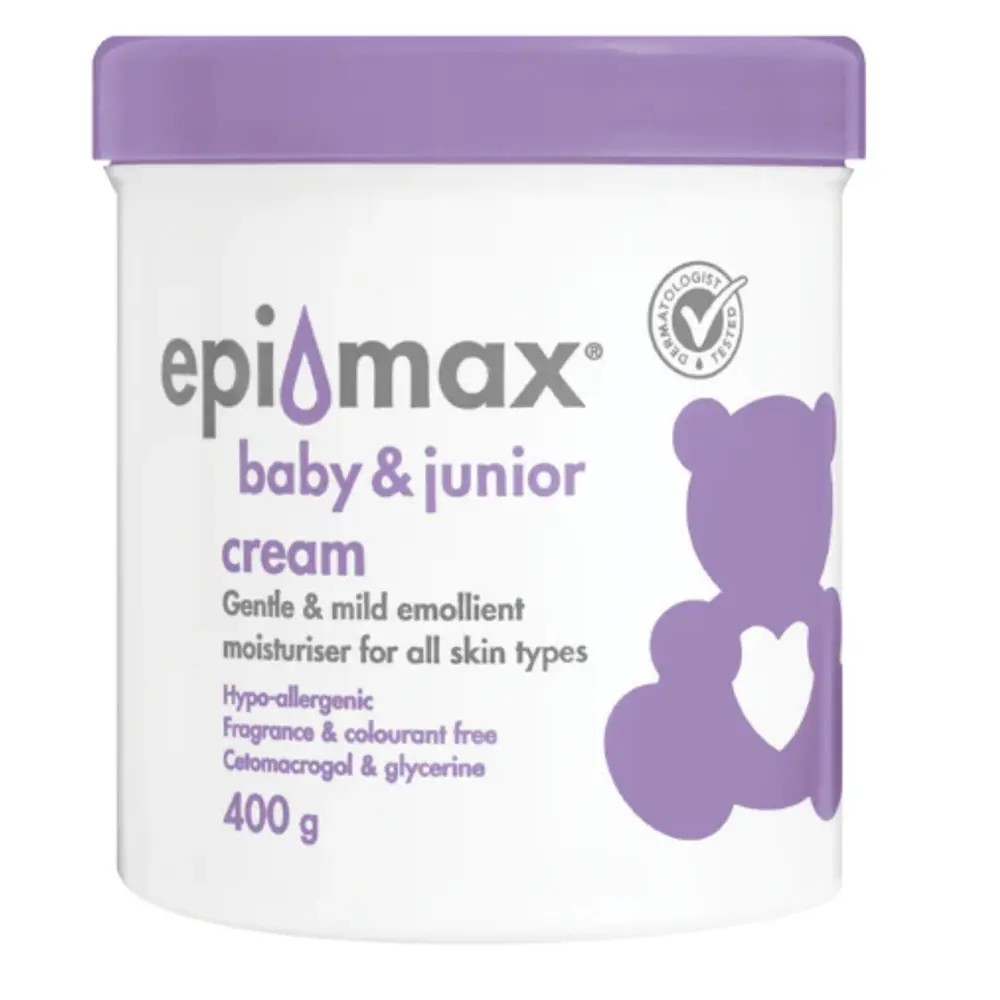 epimax®
baby & junior
cream
Gentle & mild emollient
moisturiser for all skin types
Hypo-allergenic
Fragrance & colourant free
Cetomacrogol & glycerine
400 g
DERMATOLOGIST
TESTED